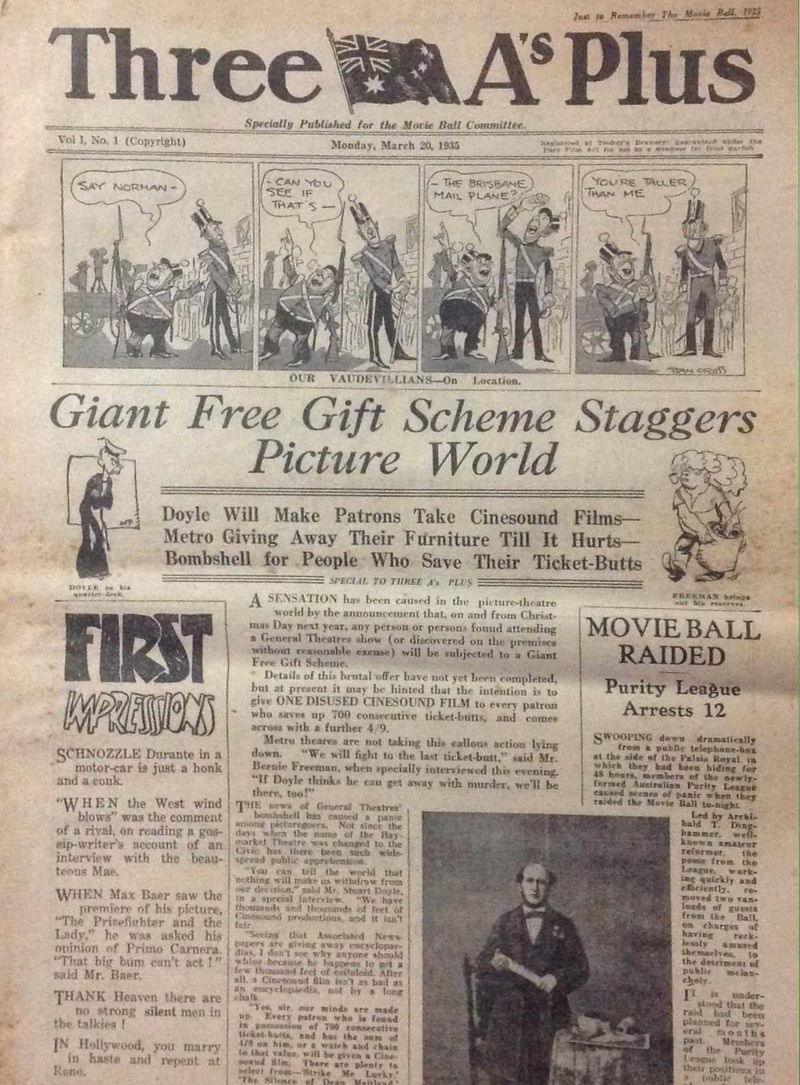 Just to Remember The Movie Ball, 1935
Three A's Plus
Specially Published for the Movie Ball Committee.
Vol I, No. 1 (Copyright)
Monday, March 20, 1935
SAY NORMAN -
- CAN YOU
SEE IF
THAT'S -
- THE BRISBANE
MAIL PLANE?
YOU'RE TALLER
THAN ME
OUR VAUDEVILLIANS—On Location.
Giant Free Gift Scheme Staggers
Picture World
Doyle Will Make Patrons Take Cinesound Films—
Metro Giving Away Their Furniture Till It Hurts—
Bombshell for People Who Save Their Ticket-Butts
SPECIAL TO THREE A's PLUS
DOYLE on his
quarter-deck.
FREEMAN brings
out his reserves.
FIRST
IMPRESSIONS
SCHNOZZLE Durante in a
motor-car is just a honk
and a conk.
"WHEN the West wind
blows" was the comment
of a rival, on reading a gos-
sip-writer's account of an
interview with the beau-
teous Mae.
WHEN Max Baer saw the
premiere of his picture,
"The Prizefighter and the
Lady," he was asked his
opinion of Primo Carnera.
"That big bum can't act!"
said Mr. Baer.
THANK Heaven there are
no strong silent men in
the talkies!
IN Hollywood, you marry
in haste and repent at
Reno.
A SENSATION has been caused in the picture-theatre
world by the announcement that, on and from Christ-
mas Day next year, any person or persons found attending
a General Theatres show (or discovered on the premises
without reasonable excuse) will be subjected to a Giant
Free Gift Scheme.
Details of this brutal offer have not yet been completed,
but at present it may be hinted that the intention is to
give ONE DISUSED CINESOUND FILM to every patron
who saves up 700 consecutive ticket-butts, and comes
across with a further 4/9.
Metro theares are not taking this callous action lying
down. "We will fight to the last ticket-butt," said Mr.
Bernie Freeman, when specially interviewed this evening.
"If Doyle thinks he can get away with murder, we'll be
there, too!"
THE news of General Theatres'
bombshell has caused a panic
among picturegoers. Not since the
days when the name of the Hay-
market Theatre was changed to the
Civic has there been such wide-
spread public apprehension.
"You can tell the world that
nothing will make us withdraw from
our decision," said Mr. Stuart Doyle,
in a special interview. "We have
thousands and thousands of feet of
Cinesound productions, and it isn't
fair.
"Seeing that Associated News-
papers are giving away encyclopae-
dias, I don't see why anyone should
whine because he happens to get a
few thousand feet of celluloid. After
all, a Cinesound film isn't as bad as
an encyclopaedia, not by a long
chalk.
"Yes, sir, our minds are made
up. Every patron who is found
in possession of 700 consecutive
ticket-butts, and has the sum of
4/9 on him, or a watch and chain
to that value, will be given a Cine-
sound film. There are plenty to
select from—'Strike Me Lucky,'
'The Silence of Dean Maitland,'
MOVIE BALL
RAIDED
Purity League
Arrests 12
SWOOPING down dramatically
from a public telephone-box
at the side of the Palais Royal, in
which they had been hiding for
48 hours, members of the newly-
formed Australian Purity League
caused scenes of panic when they
raided the Movie Ball to-night.
Led by Archi-
bald T. Ding-
hammer, well-
known amateur
reformer, the
posse from the
League, work-
ing quickly and
efficiently, re-
moved two van-
loads of guests
from the Ball,
on charges of
having reck-
lessly amused
themselves, to
the detriment of
public melan-
choly.
IT is under-
stood that the
raid had been
planned for sev-
eral months
past. Members
of the Purity
League took up
their positions in
a public tele-